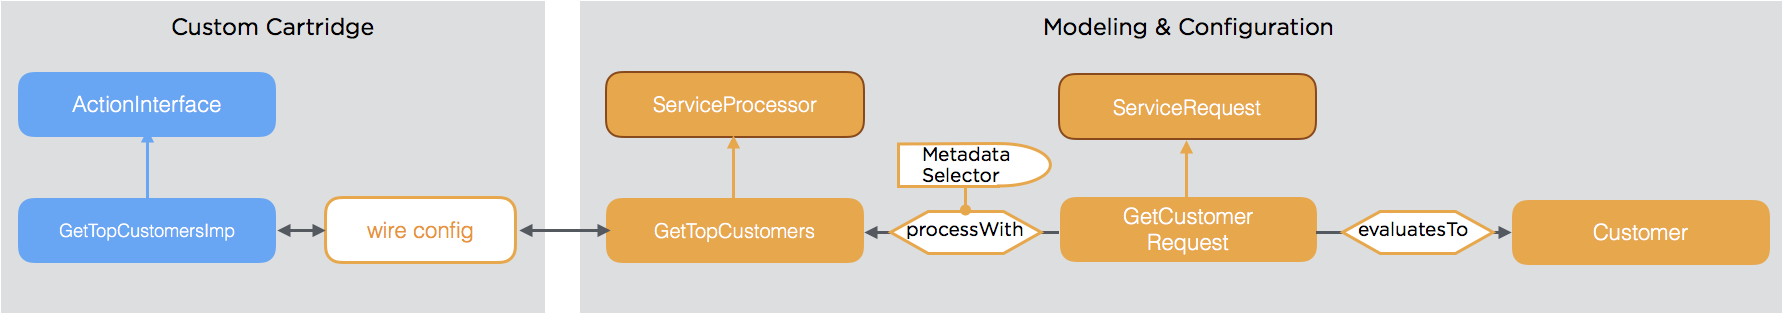 Custom Cartridge
Modeling & Configuration
ActionInterface
ServiceProcessor
ServiceRequest
Metadata
Selector
GetTopCustomersImp
wire config
GetTopCustomers
processWith
GetCustomer
Request
evaluatesTo
Customer